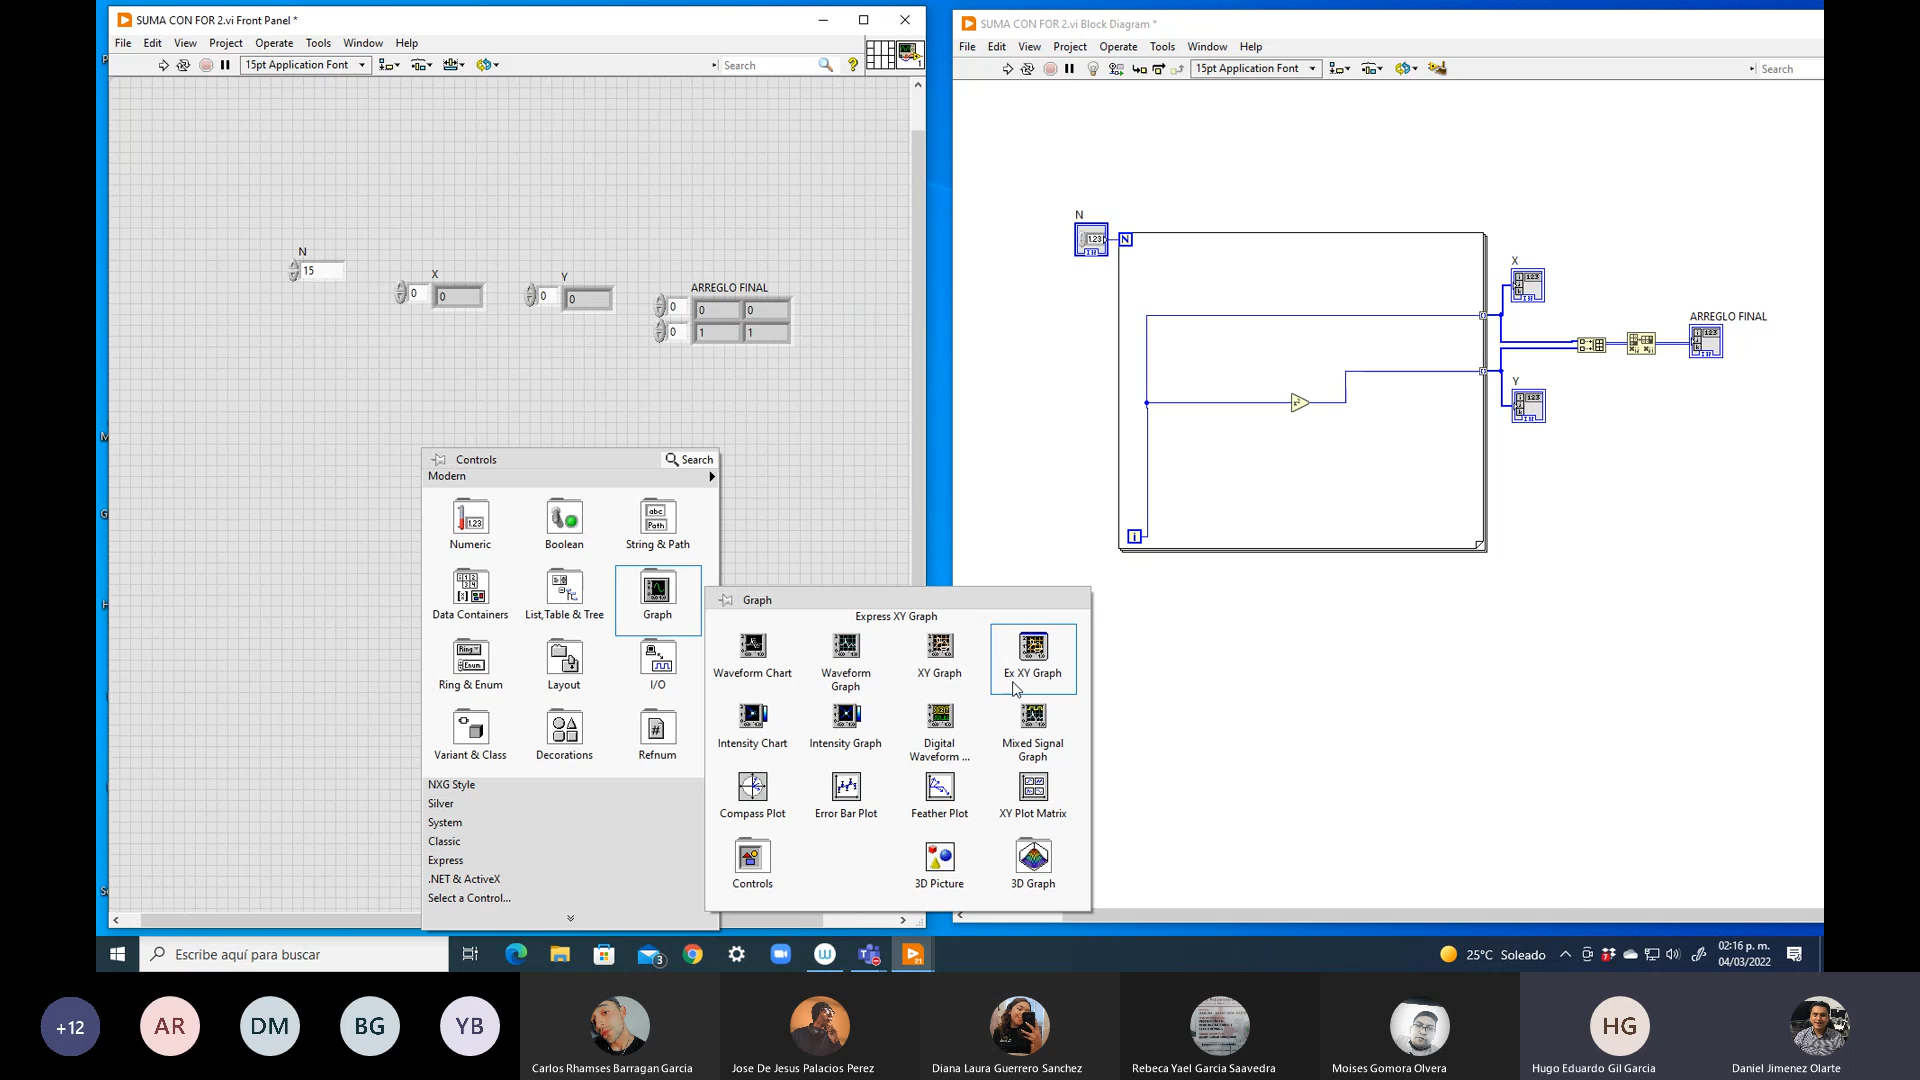 SUMA CON FOR 2.vi Front Panel *
File Edit View Project Operate Tools Window Help
15pt Application Font
Search
N
15
X
0
0
Y
0
0
ARREGLO FINAL
0
0
0
0
1
1
Controls
Search
Modern
Numeric
Boolean
String & Path
Data Containers
List,Table & Tree
Graph
Ring & Enum
Layout
I/O
Variant & Class
Decorations
Refnum
NXG Style
Silver
System
Classic
Express
.NET & ActiveX
Select a Control...
Graph
Express XY Graph
Waveform Chart
Waveform Graph
XY Graph
Ex XY Graph
Intensity Chart
Intensity Graph
Digital Waveform ...
Mixed Signal Graph
Compass Plot
Error Bar Plot
Feather Plot
XY Plot Matrix
Controls
3D Picture
3D Graph
SUMA CON FOR 2.vi Block Diagram *
File Edit View Project Operate Tools Window Help
15pt Application Font
Search
N
1.23
N
i
x²
X
123
Y
123
ARREGLO FINAL
123
Escribe aquí para buscar
3
25°C Soleado
02:16 p. m.
04/03/2022
+12
AR
DM
BG
YB
Carlos Rhamses Barragan Garcia
Jose De Jesus Palacios Perez
Diana Laura Guerrero Sanchez
Rebeca Yael Garcia Saavedra
Moises Gomora Olvera
HG
Hugo Eduardo Gil Garcia
Daniel Jimenez Olarte